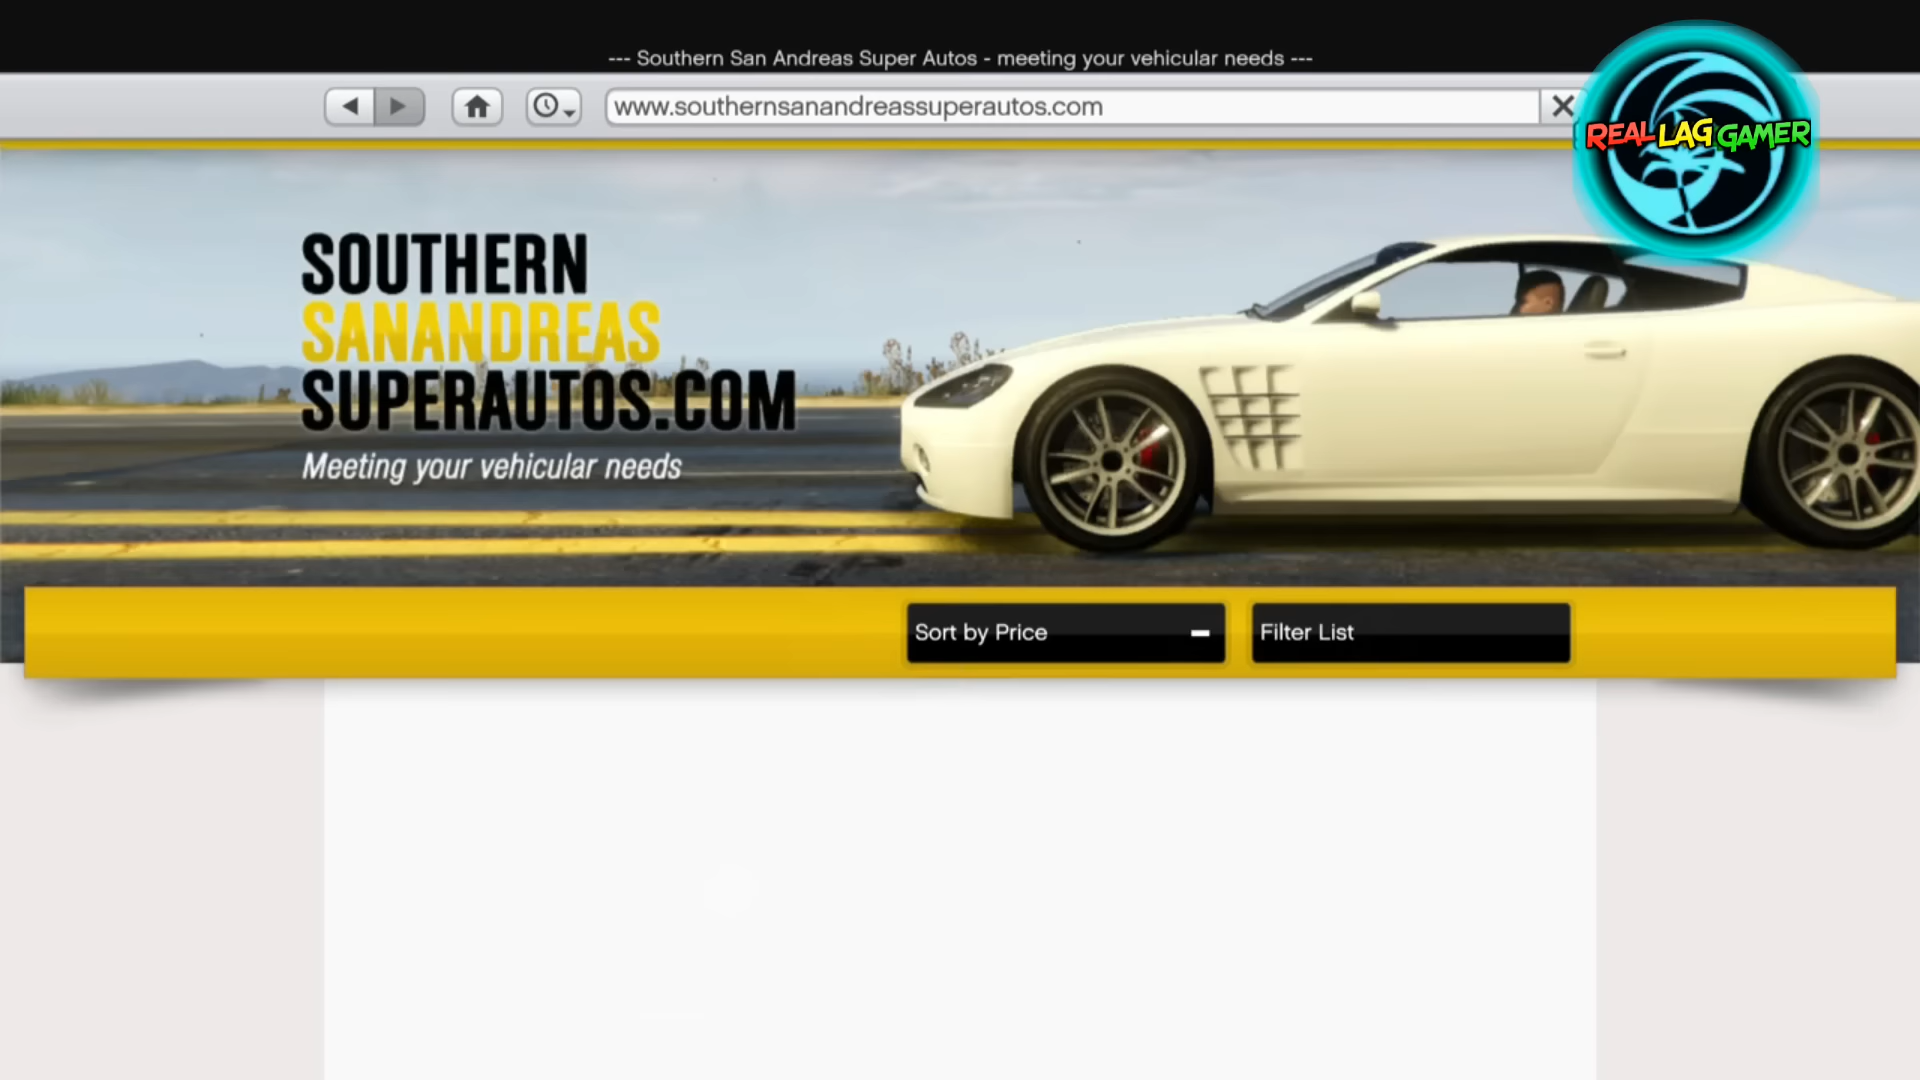 --- Southern San Andreas Super Autos - meeting your vehicular needs ---
www.southernsanandreassuperautos.com
REAL LAG GAMER
SOUTHERN
SANANDREAS
SUPERAUTOS.COM
Meeting your vehicular needs
Sort by Price
Filter List